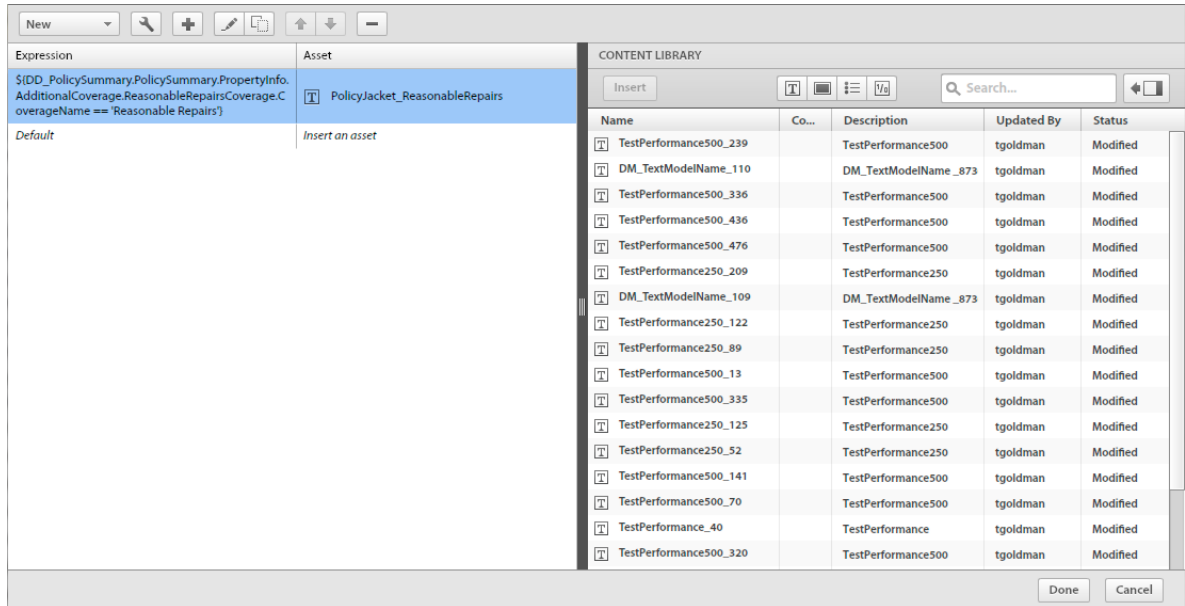 New
Expression Asset
${DD_PolicySummary.PolicySummary.PropertyInfo.
AdditionalCoverage.ReasonableRepairsCoverage.C
overageName == 'Reasonable Repairs'}
T PolicyJacket_ReasonableRepairs
Default Insert an asset
CONTENT LIBRARY
Insert T Search...
Name Co... Description Updated By Status
T TestPerformance500_239 TestPerformance500 tgoldman Modified
T DM_TextModelName_110 DM_TextModelName _873 tgoldman Modified
T TestPerformance500_336 TestPerformance500 tgoldman Modified
T TestPerformance500_436 TestPerformance500 tgoldman Modified
T TestPerformance500_476 TestPerformance500 tgoldman Modified
T TestPerformance250_209 TestPerformance250 tgoldman Modified
T DM_TextModelName_109 DM_TextModelName _873 tgoldman Modified
T TestPerformance250_122 TestPerformance250 tgoldman Modified
T TestPerformance250_89 TestPerformance250 tgoldman Modified
T TestPerformance500_13 TestPerformance500 tgoldman Modified
T TestPerformance500_335 TestPerformance500 tgoldman Modified
T TestPerformance250_125 TestPerformance250 tgoldman Modified
T TestPerformance250_52 TestPerformance250 tgoldman Modified
T TestPerformance500_141 TestPerformance500 tgoldman Modified
T TestPerformance500_70 TestPerformance500 tgoldman Modified
T TestPerformance_40 TestPerformance tgoldman Modified
T TestPerformance500_320 TestPerformance500 tgoldman Modified
Done Cancel